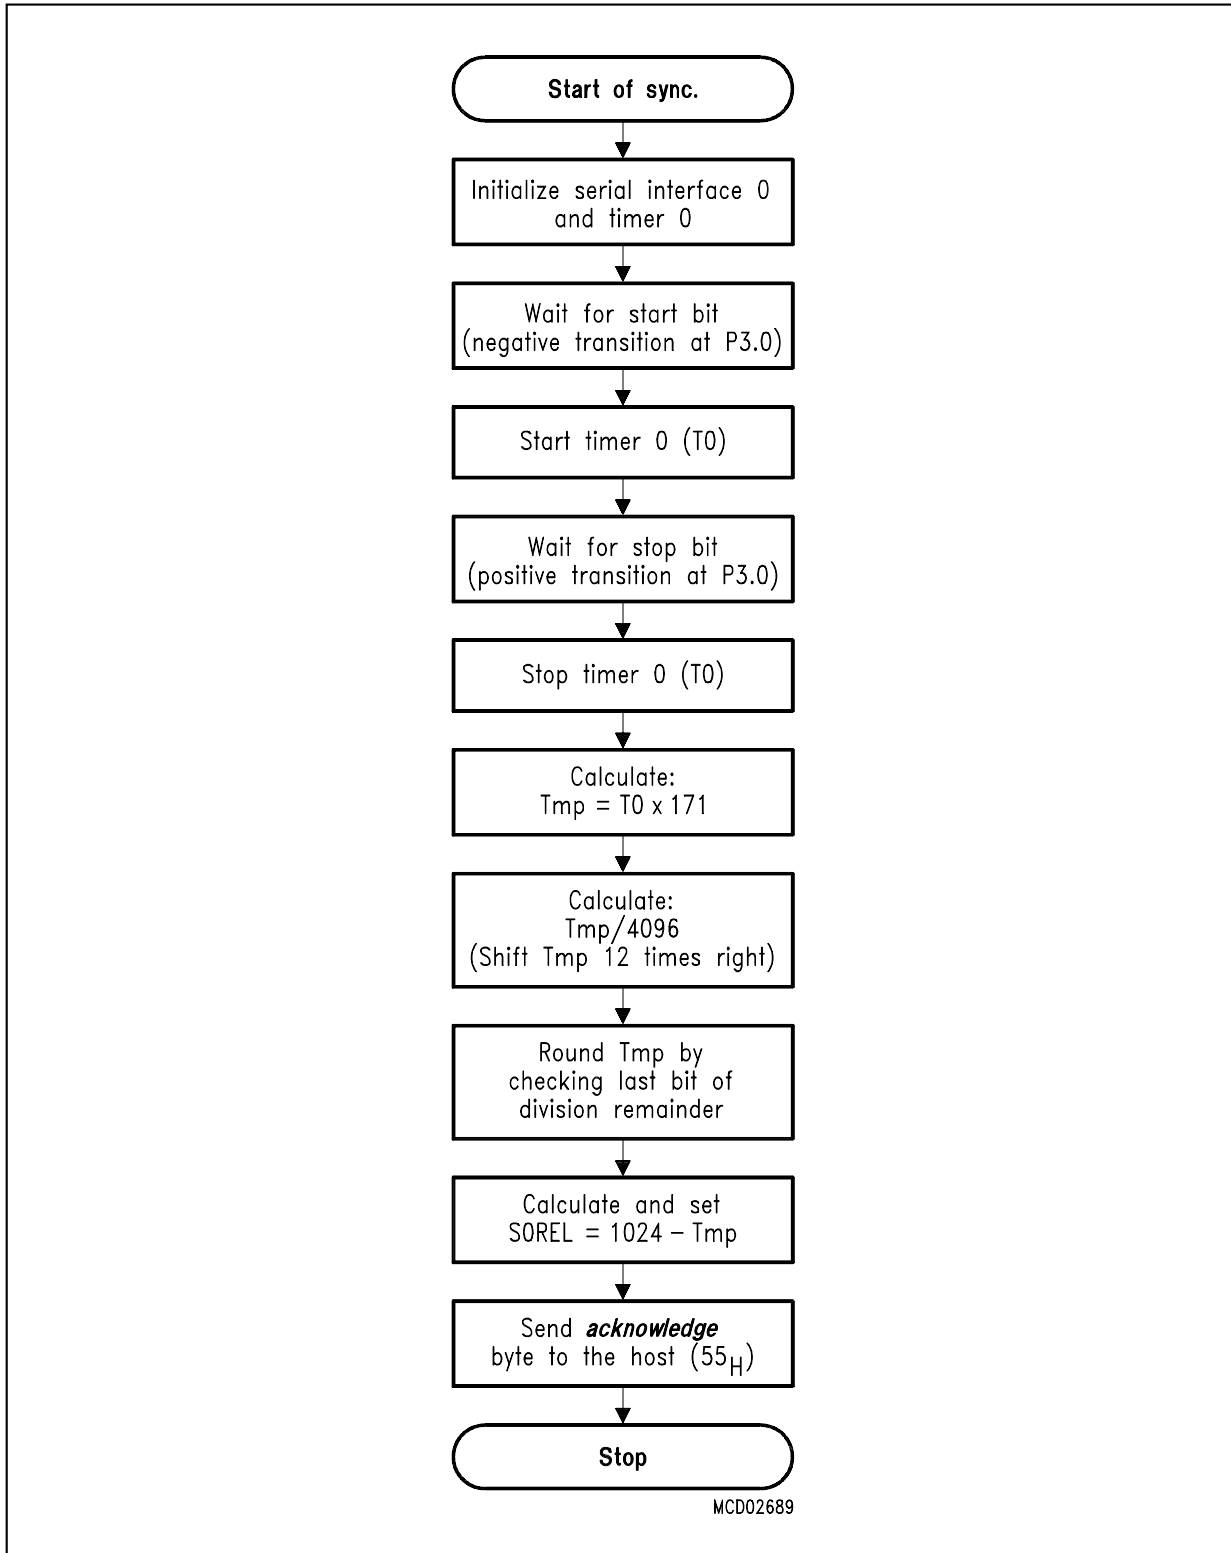 Start of sync.
Initialize serial interface 0
and timer 0
Wait for start bit
(negative transition at P3.0)
Start timer 0 (T0)
Wait for stop bit
(positive transition at P3.0)
Stop timer 0 (T0)
Calculate:
Tmp = T0 x 171
Calculate:
Tmp/4096
(Shift Tmp 12 times right)
Round Tmp by
checking last bit of
division remainder
Calculate and set
S0REL = 1024 – Tmp
Send acknowledge
byte to the host (55H)
Stop
MCD02689